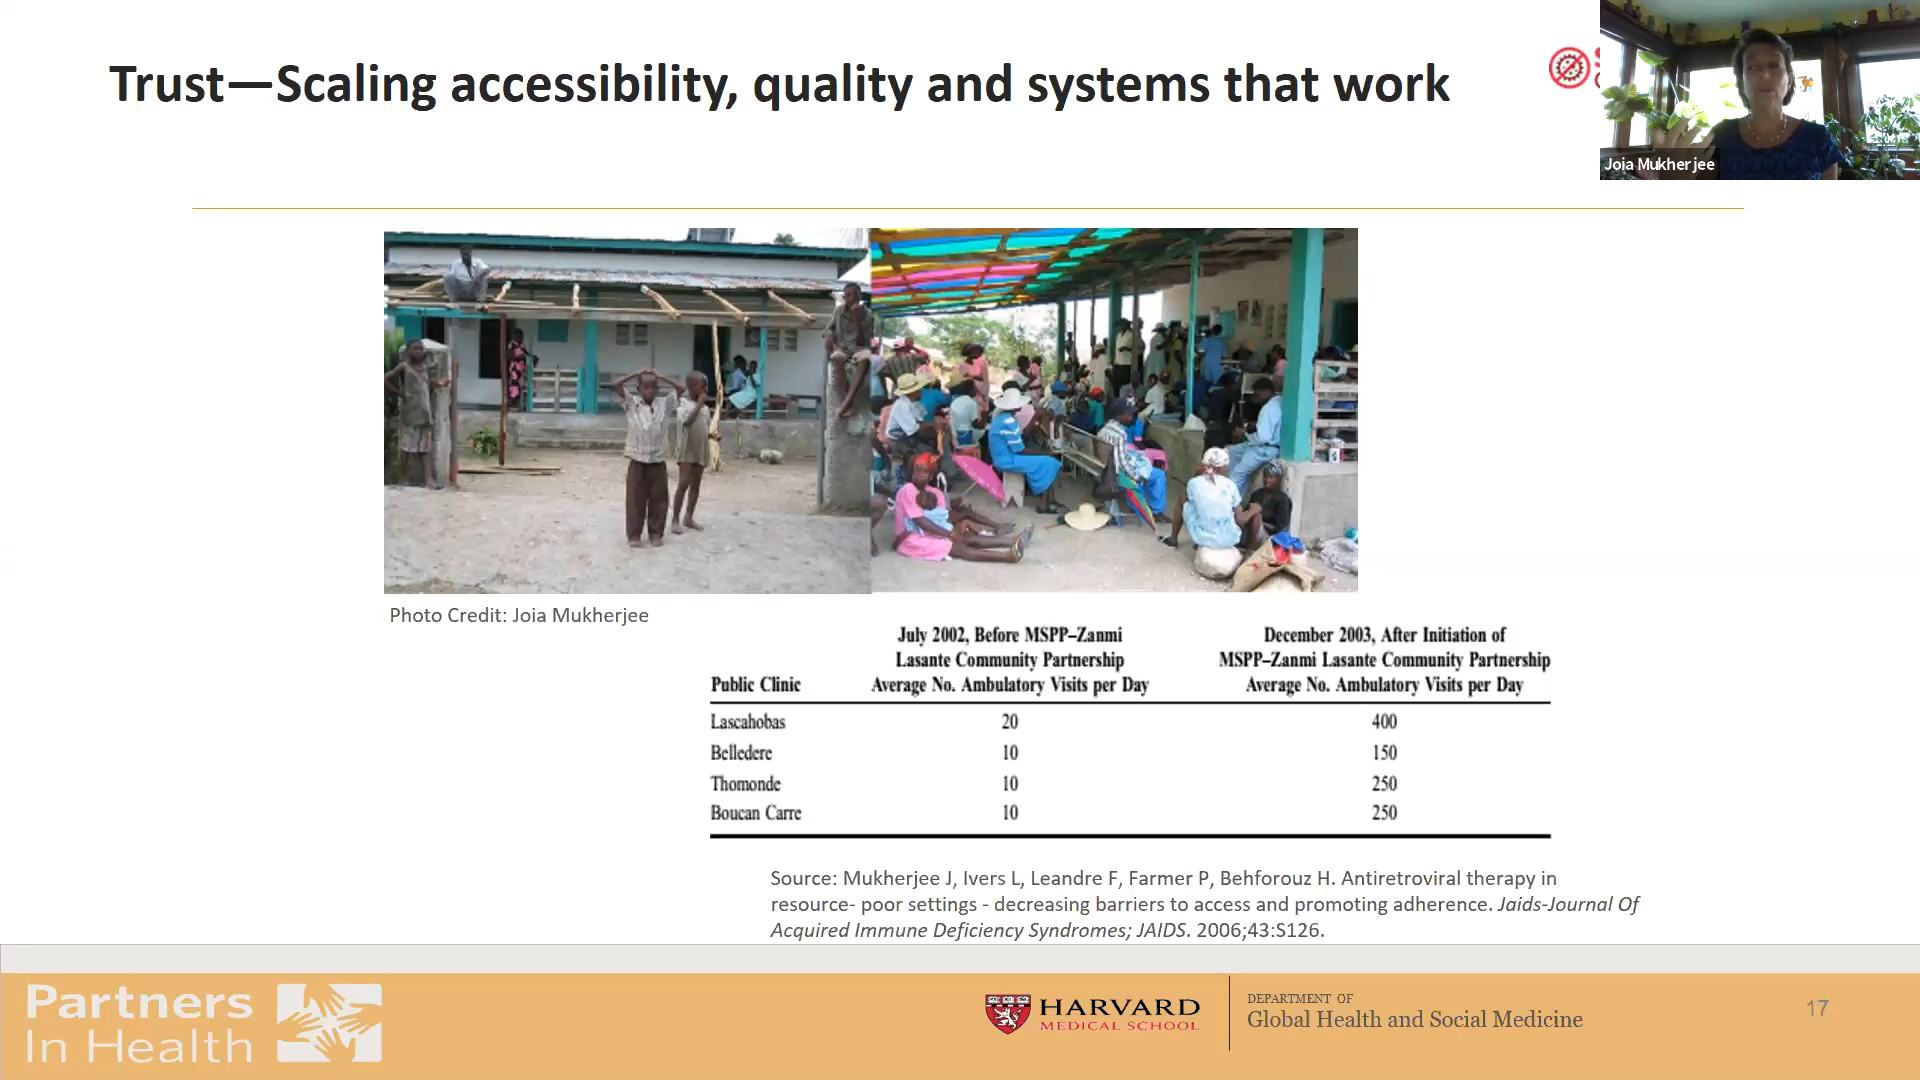 Trust—Scaling accessibility, quality and systems that work
Joia Mukherjee
Photo Credit: Joia Mukherjee
July 2002, Before MSPP–Zanmi
Lasante Community Partnership
Average No. Ambulatory Visits per Day
December 2003, After Initiation of
MSPP–Zanmi Lasante Community Partnership
Average No. Ambulatory Visits per Day
Public Clinic
Lascahobas 20 400
Belledere 10 150
Thomonde 10 250
Boucan Carre 10 250
Source: Mukherjee J, Ivers L, Leandre F, Farmer P, Behforouz H. Antiretroviral therapy in
resource- poor settings - decreasing barriers to access and promoting adherence. Jaids-Journal Of
Acquired Immune Deficiency Syndromes; JAIDS. 2006;43:S126.
Partners
In Health
HARVARD
MEDICAL SCHOOL
DEPARTMENT OF
Global Health and Social Medicine
17